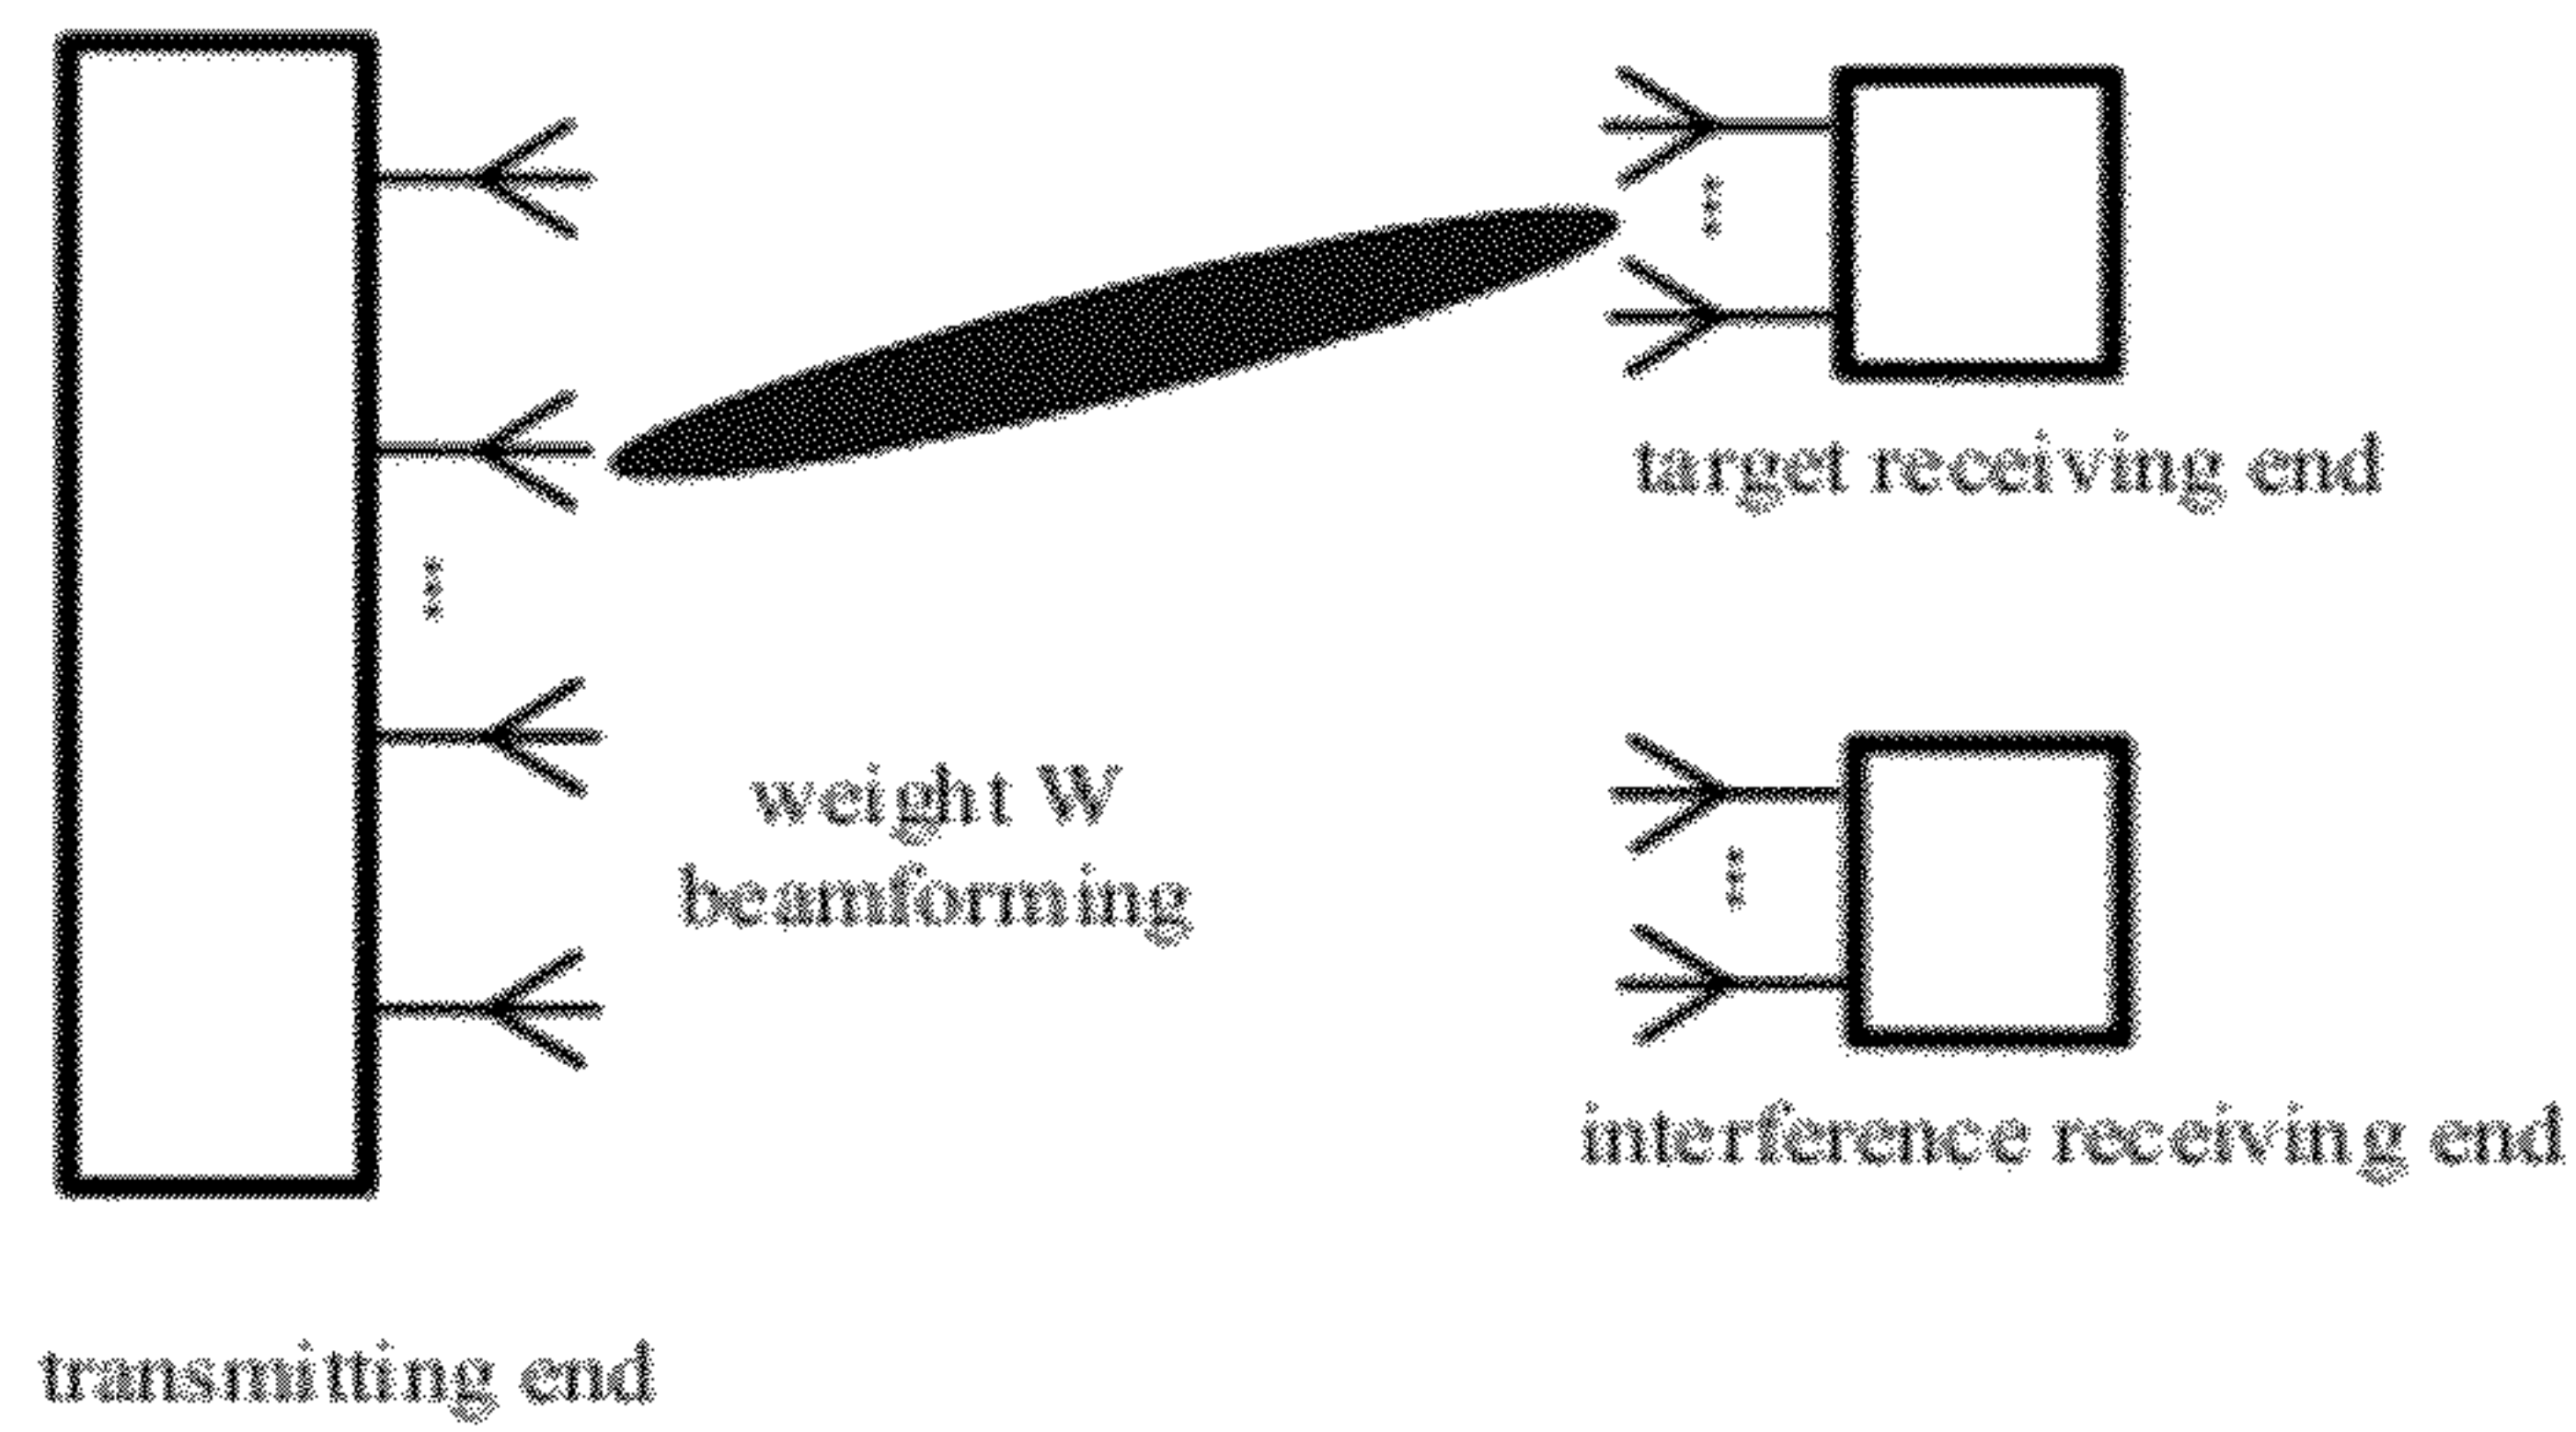 target receiving end
weight W
beamforming
interference receiving end
transmitting end